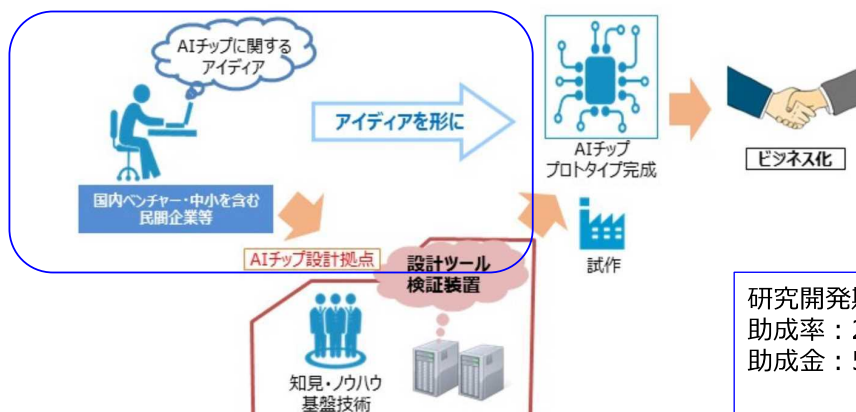 AIチップに関する
アイディア
アイディアを形に
国内ベンチャー・中小を含む
民間企業等
AIチップ
プロトタイプ完成
ビジネス化
試作
AIチップ設計拠点
設計ツール
検証装置
知見・ノウハウ
基盤技術
研究開発
助成率：2
助成金：5